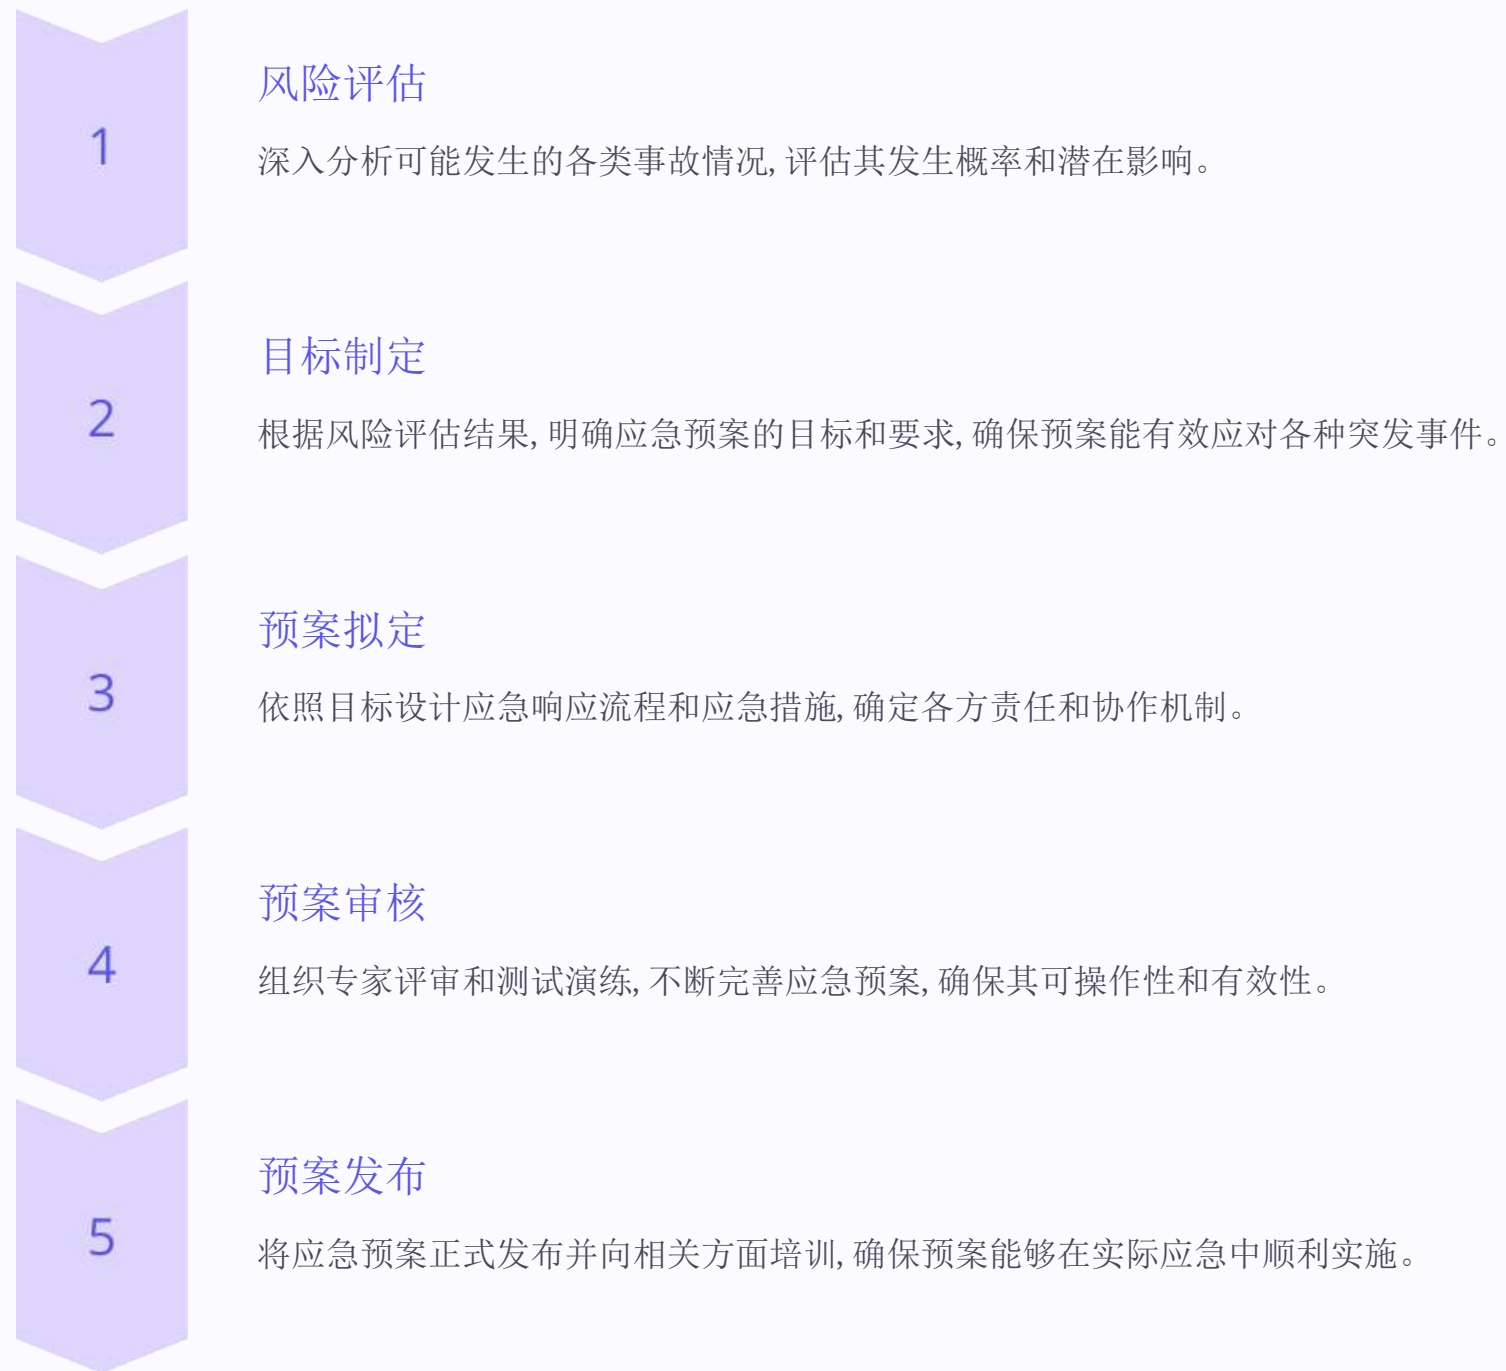 1
风险评估
深入分析可能发生的各类事故情况,评估其发生概率和潜在影响。
2
目标制定
根据风险评估结果,明确应急预案的目标和要求,确保预案能有效应对各种突发事件。
3
预案拟定
依照目标设计应急响应流程和应急措施,确定各方责任和协作机制。
4
预案审核
组织专家评审和测试演练,不断完善应急预案,确保其可操作性和有效性。
5
预案发布
将应急预案正式发布并向相关方面培训,确保预案能够在实际应急中顺利实施。